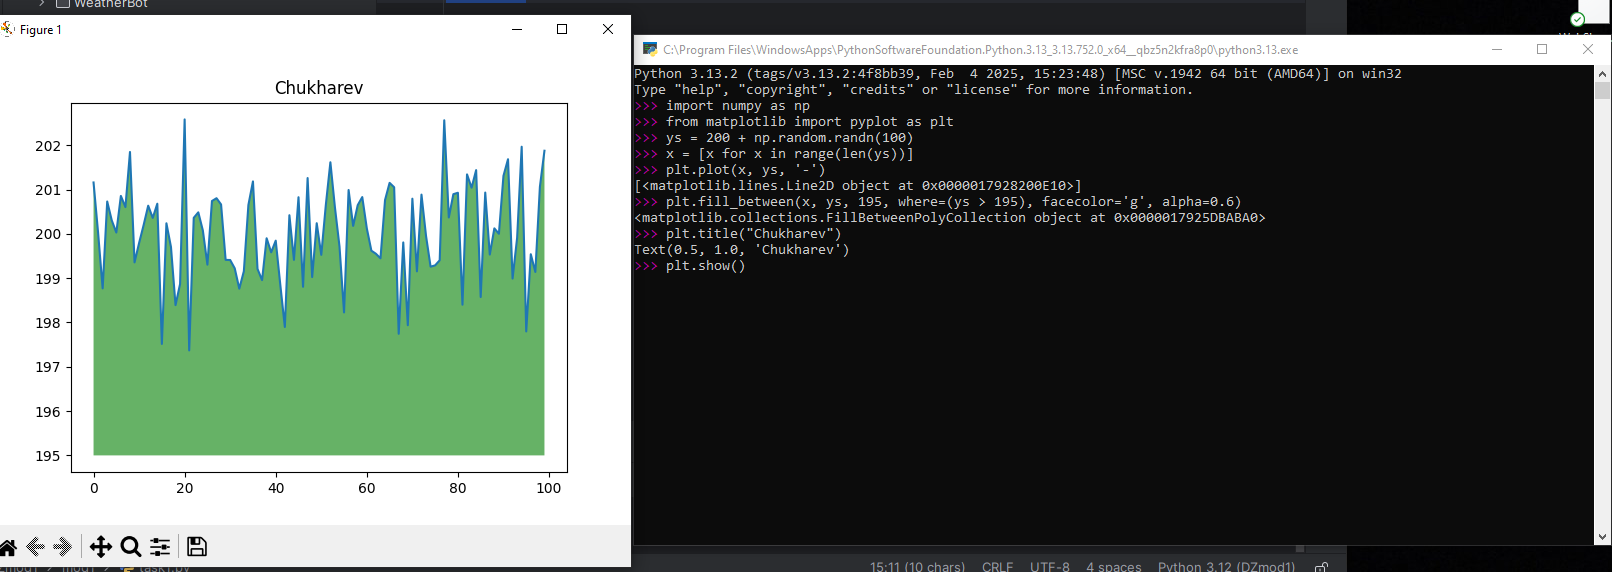 WeatherBot
Figure 1
Chukharev
202
201
200
199
198
197
196
195
0 20 40 60 80 100
C:\Program Files\WindowsApps\PythonSoftwareFoundation.Python.3.13_3.13.752.0_x64__qbz5n2kfra8p0\python3.13.exe
Python 3.13.2 (tags/v3.13.2:4f8bb39, Feb  4 2025, 15:23:48) [MSC v.1942 64 bit (AMD64)] on win32
Type "help", "copyright", "credits" or "license" for more information.
>>> import numpy as np
>>> from matplotlib import pyplot as plt
>>> ys = 200 + np.random.randn(100)
>>> x = [x for x in range(len(ys))]
>>> plt.plot(x, ys, '-')
[<matplotlib.lines.Line2D object at 0x0000017928200E10>]
>>> plt.fill_between(x, ys, 195, where=(ys > 195), facecolor='g', alpha=0.6)
<matplotlib.collections.FillBetweenPolyCollection object at 0x0000017925DBABA0>
>>> plt.title("Chukharev")
Text(0.5, 1.0, 'Chukharev')
>>> plt.show()
15:11 (10 chars) CRLF UTF-8 4 spaces Python 3.12 (DZmod1)